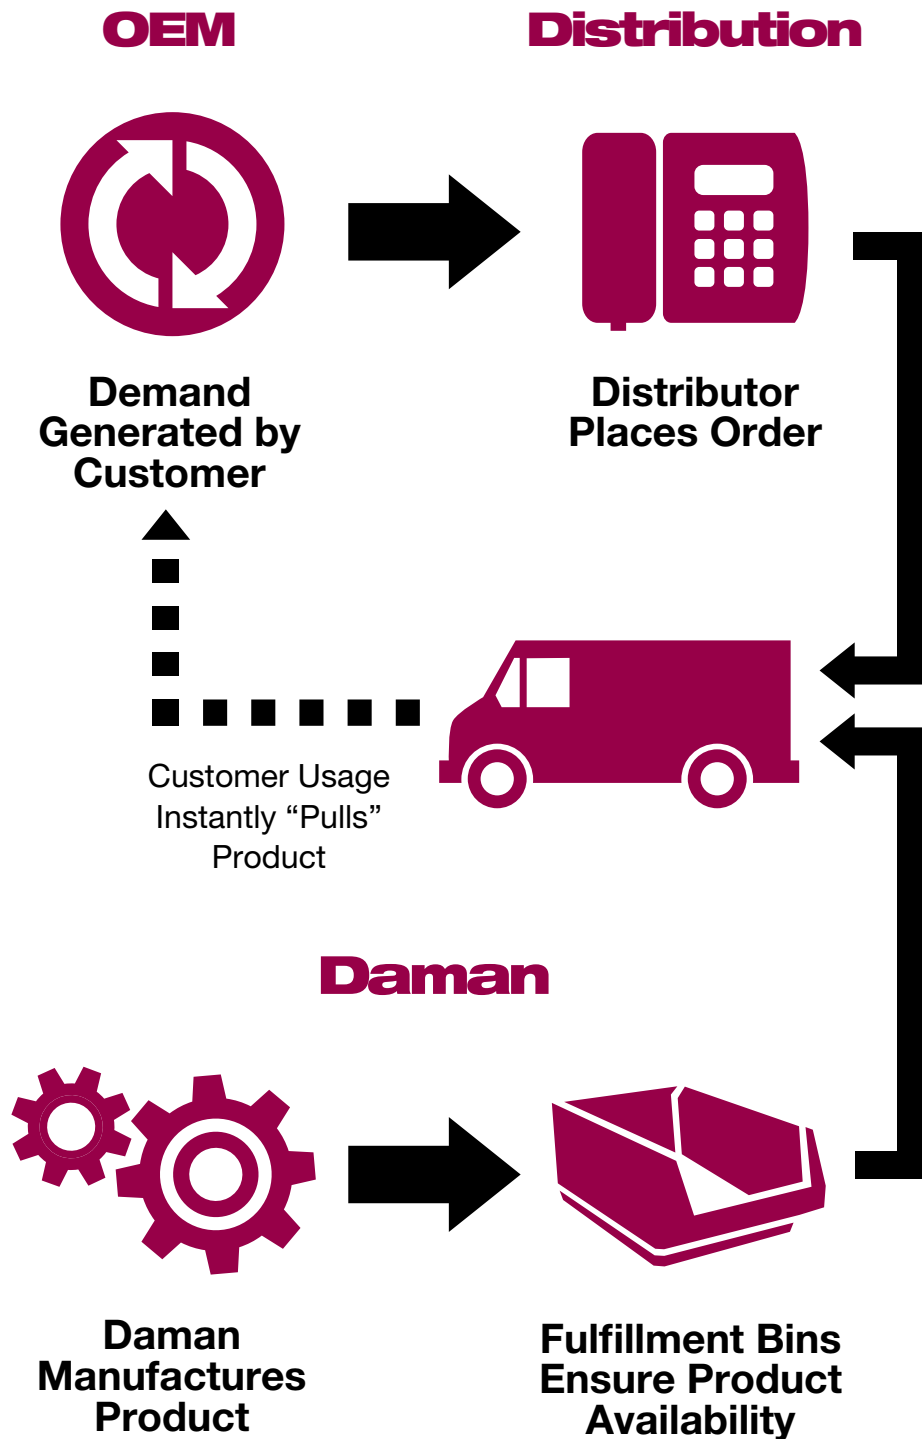 OEM
Distribution
Demand
Generated by
Customer
Distributor
Places Order
Customer Usage
Instantly “Pulls”
Product
Daman
Daman
Manufactures
Product
Fulfillment Bins
Ensure Product
Availability